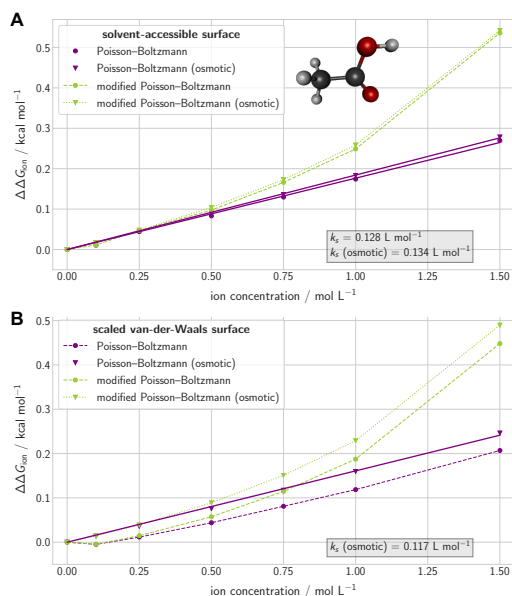 A
solvent-accessible surface
Poisson–Boltzmann
Poisson–Boltzmann (osmotic)
modified Poisson–Boltzmann
modified Poisson–Boltzmann (osmotic)
0.5
0.4
0.3
0.2
0.1
0.0
ΔΔG_ion / kcal mol⁻¹
k_s = 0.128 L mol⁻¹
k_s (osmotic) = 0.134 L mol⁻¹
0.00 0.25 0.50 0.75 1.00 1.25 1.50
ion concentration / mol L⁻¹
B
scaled van-der-Waals surface
Poisson–Boltzmann
Poisson–Boltzmann (osmotic)
modified Poisson–Boltzmann
modified Poisson–Boltzmann (osmotic)
0.5
0.4
0.3
0.2
0.1
0.0
ΔΔG_ion / kcal mol⁻¹
k_s (osmotic) = 0.117 L mol⁻¹
0.00 0.25 0.50 0.75 1.00 1.25 1.50
ion concentration / mol L⁻¹